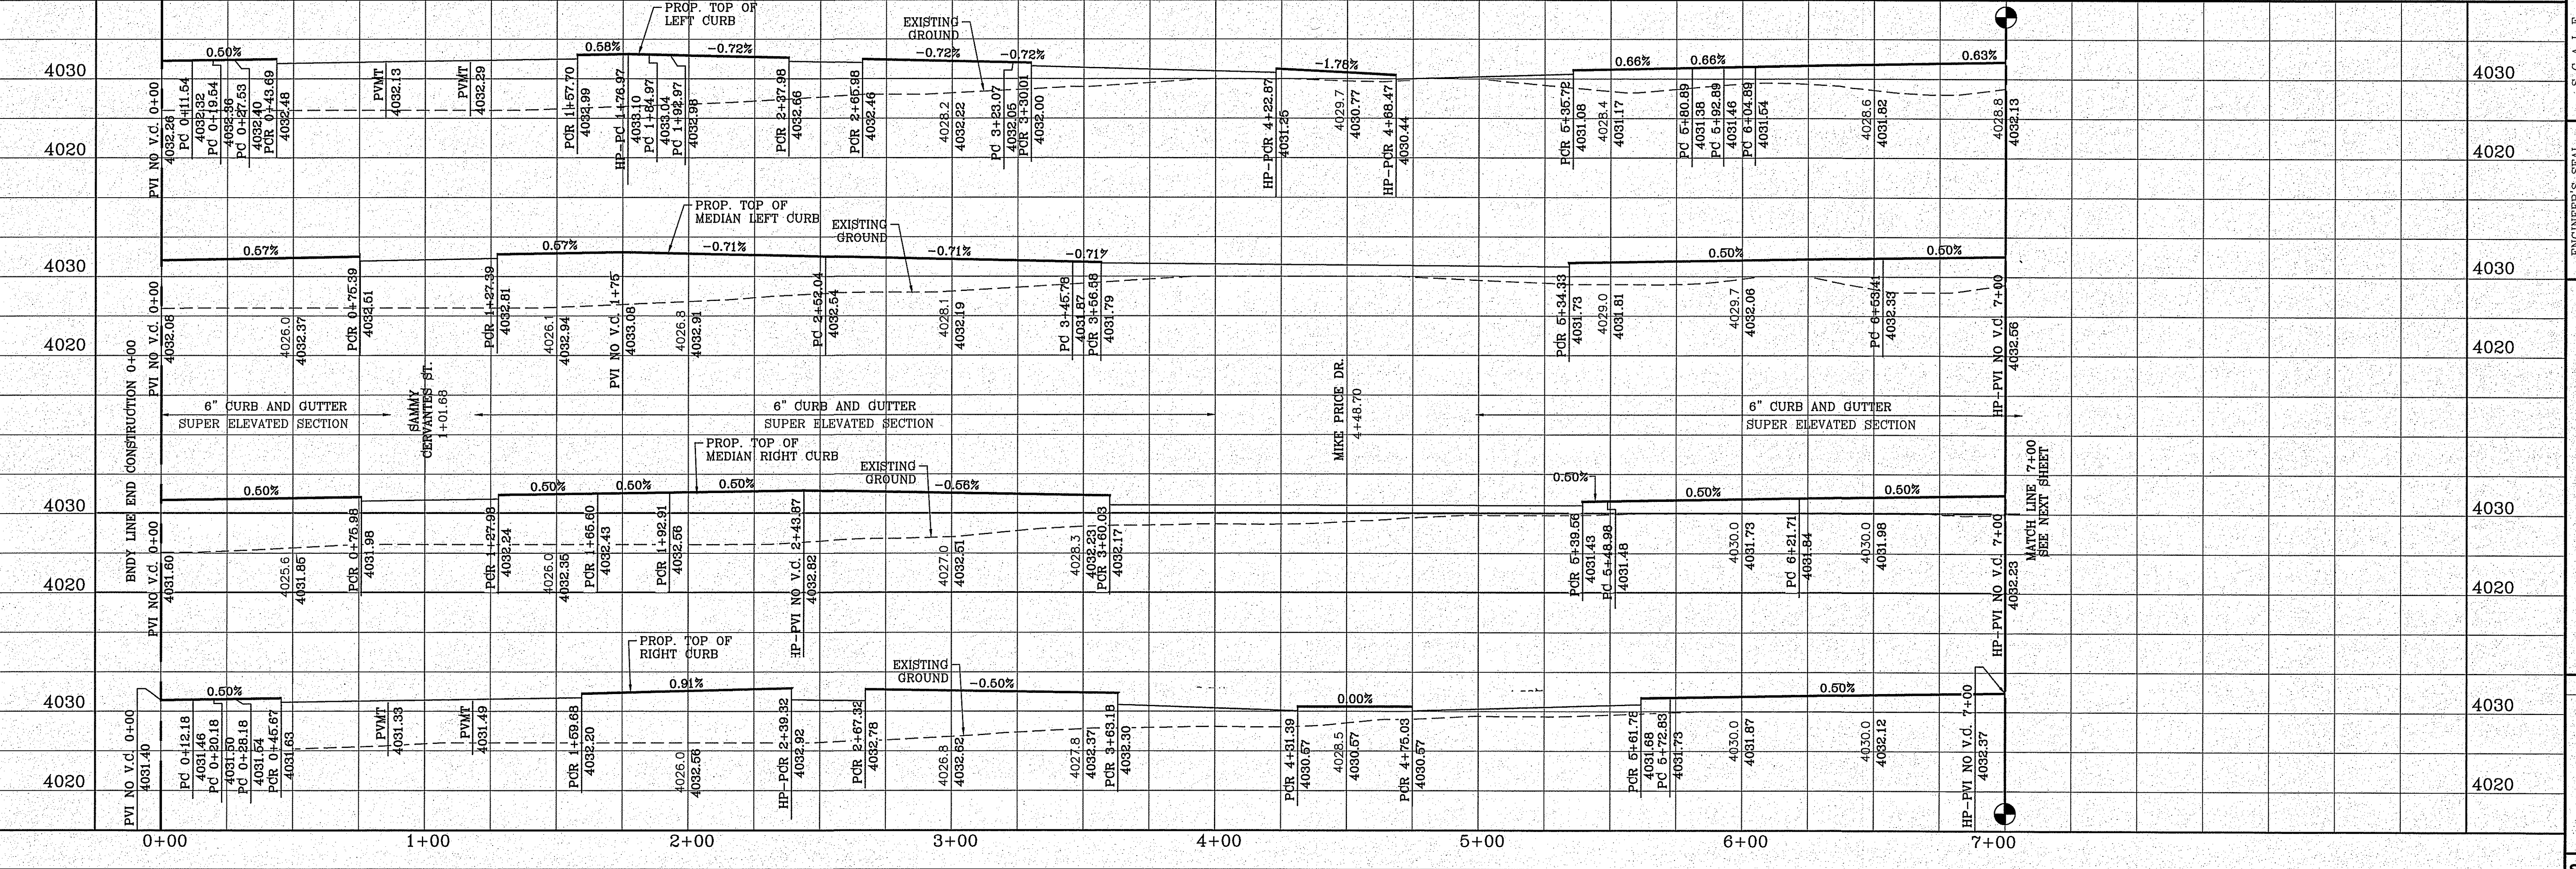 PROP. TOP OF
LEFT CURB
EXISTING
GROUND
0.50%
0.58%
-0.72%
-0.72%
-0.72%
-1.76%
0.66%
0.66%
0.63%
4030
4030
4020
4020
PVI NO V.C. 0+00
4032.26
PC 0+11.54
4032.32
PC 0+19.54
4032.36
PC 0+27.53
4032.40
PCR 0+43.69
4032.48
PVMT
4032.13
PVMT
4032.29
PCR 1+57.70
4032.99
HP-PC 1+76.97
4033.10
PC 1+84.97
4033.04
PC 1+92.97
4032.98
PCR 2+37.98
4032.66
PCR 2+65.98
4032.46
4028.2
4032.22
PC 3+23.07
4032.05
PCR 3+30.01
4032.00
HP-PCR 4+22.87
4031.25
4029.7
4030.77
HP-PCR 4+68.47
4030.44
PCR 5+35.72
4031.08
4028.4
4031.17
PC 5+80.89
4031.38
PC 5+92.89
4031.46
PC 6+04.89
4031.54
4028.6
4031.82
4028.8
4032.13
PROP. TOP OF
MEDIAN LEFT CURB
EXISTING
GROUND
0.57%
0.57%
-0.71%
-0.71%
-0.71%
0.50%
0.50%
4030
4030
4020
4020
PVI NO V.C. 0+00
4032.08
4026.0
4032.37
PCR 0+75.39
4032.51
PCR 1+27.39
4032.81
4026.1
4032.94
PVI NO V.C. 1+75
4033.08
4026.8
4032.91
PC 2+52.04
4032.54
4028.1
4032.19
PC 3+45.78
4031.87
PCR 3+56.58
4031.79
PCR 5+34.33
4031.73
4029.0
4031.81
4029.7
4032.06
PC 6+53.41
4032.33
HP-PVI NO V.C. 7+00
4032.56
BNDY LINE END CONSTRUCTION 0+00
6" CURB AND GUTTER
SUPER ELEVATED SECTION
SAMMY
CERVANTES ST.
1+01.63
6" CURB AND GUTTER
SUPER ELEVATED SECTION
MIKE PRICE DR.
4+48.70
6" CURB AND GUTTER
SUPER ELEVATED SECTION
MATCH LINE 7+00
SEE NEXT SHEET
PROP. TOP OF
MEDIAN RIGHT CURB
EXISTING
GROUND
0.50%
0.50%
0.50%
0.50%
-0.56%
0.50%
0.50%
0.50%
4030
4030
4020
4020
PVI NO V.C. 0+00
4031.60
4025.6
4031.85
PCR 0+75.98
4031.98
PCR 1+27.98
4032.24
4026.0
4032.35
PCR 1+65.60
4032.43
PCR 1+92.91
4032.56
HP-PVI NO V.C. 2+43.87
4032.82
4027.0
4032.51
4028.3
4032.23
PCR 3+60.03
4032.17
PCR 5+39.56
4031.43
PC 5+48.98
4031.48
4030.0
4031.73
PC 6+21.71
4031.84
4030.0
4031.98
HP-PVI NO V.C. 7+00
4032.23
PROP. TOP OF
RIGHT CURB
EXISTING
GROUND
0.50%
0.91%
-0.50%
0.00%
0.50%
4030
4030
4020
4020
PVI NO V.C. 0+00
4031.40
PC 0+12.18
4031.46
PC 0+20.18
4031.50
PC 0+28.18
4031.54
PCR 0+45.67
4031.63
PVMT
4031.33
PVMT
4031.49
PCR 1+59.68
4032.20
4026.0
4032.56
HP-PCR 2+39.32
4032.92
PCR 2+67.32
4032.78
4026.8
4032.62
4027.8
4032.37
PCR 3+63.18
4032.30
PCR 4+31.39
4030.57
4028.5
4030.57
PCR 4+75.03
4030.57
PCR 5+61.78
4031.68
PC 5+72.83
4031.73
4030.0
4031.87
4030.0
4032.12
HP-PVI NO V.C. 7+00
4032.37
0+00
1+00
2+00
3+00
4+00
5+00
6+00
7+00